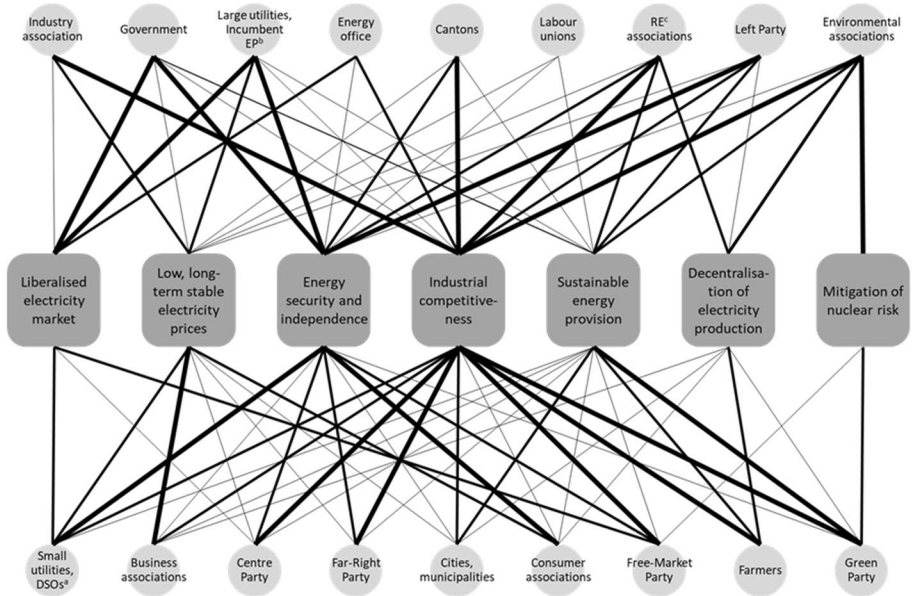 Industry
association
Government
Large utilities,
Incumbent
EPᵇ
Energy
office
Cantons
Labour
unions
REᶜ
associations
Left Party
Environmental
associations
Liberalised
electricity
market
Low, long-
term stable
electricity
prices
Energy
security and
independence
Industrial
competitive-
ness
Sustainable
energy
provision
Decentralisa-
tion of
electricity
production
Mitigation of
nuclear risk
Small
utilities,
DSOsᵃ
Business
associations
Centre
Party
Far-Right
Party
Cities,
municipalities
Consumer
associations
Free-Market
Party
Farmers
Green
Party